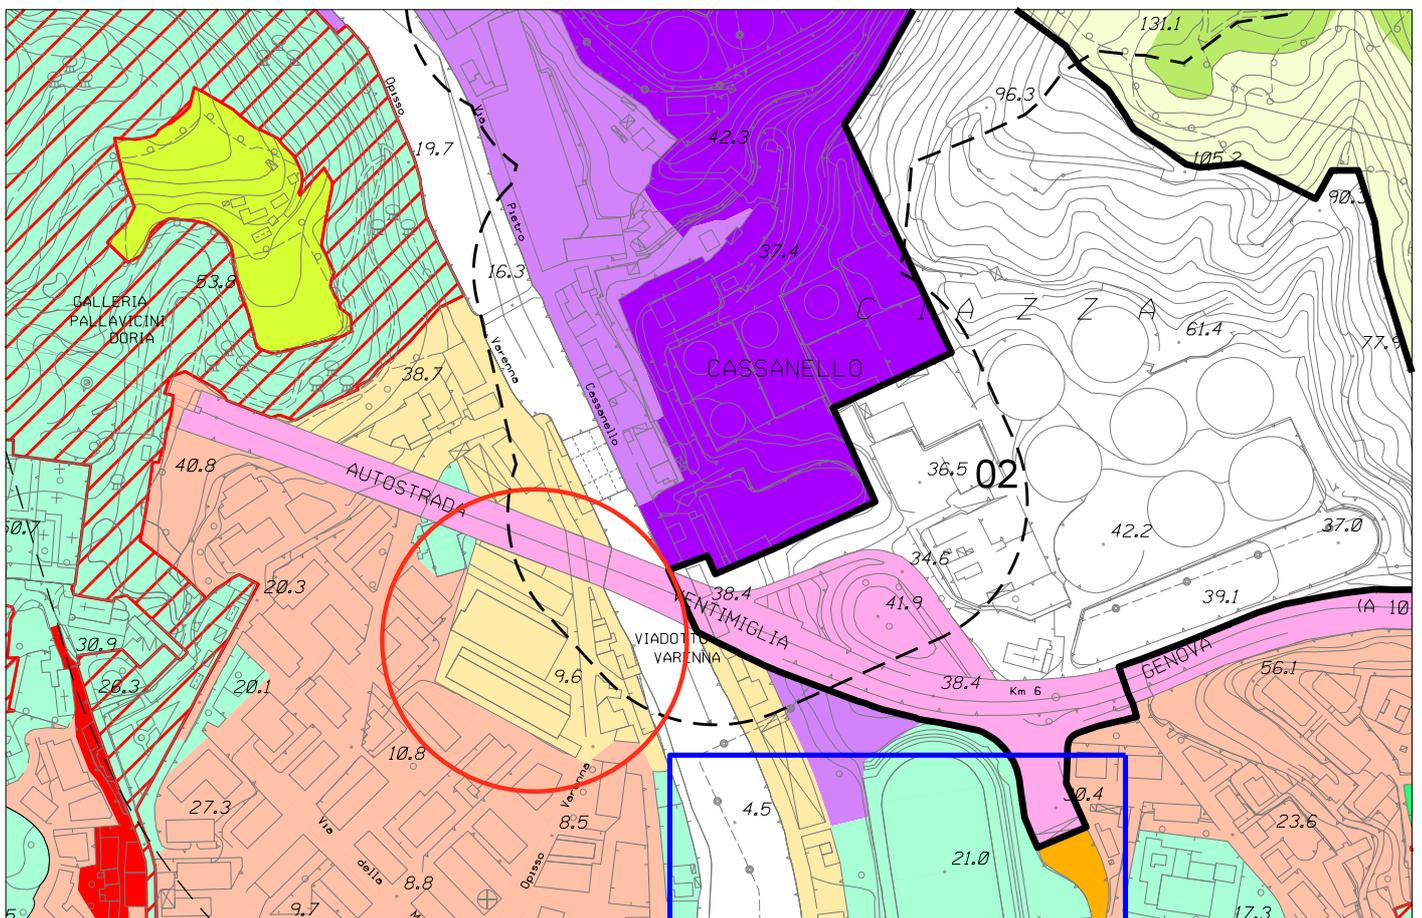 131.1
96.3
Opisso
Via
19.7
42.3
105.2
90.3
Pietro
37.4
16.3
53.8
GALLERIA
PALLAVICINI
DORIA
C I A Z Z A
61.4
77.9
Varenna
38.7
CASSANELLO
Cassanello
40.8
AUTOSTRADA
36.5
02
42.2
37.0
34.6
20.3
38.4
41.9
39.1
(A 10
VENTIMIGLIA
30.9
VIADOTTO
VARENNA
GENOVA
56.1
26.3
20.1
9.6
38.4
Km 6
10.8
Varenna
27.3
4.5
30.4
Via
8.5
23.6
della
Opisso
21.0
8.8
9.7
17.3